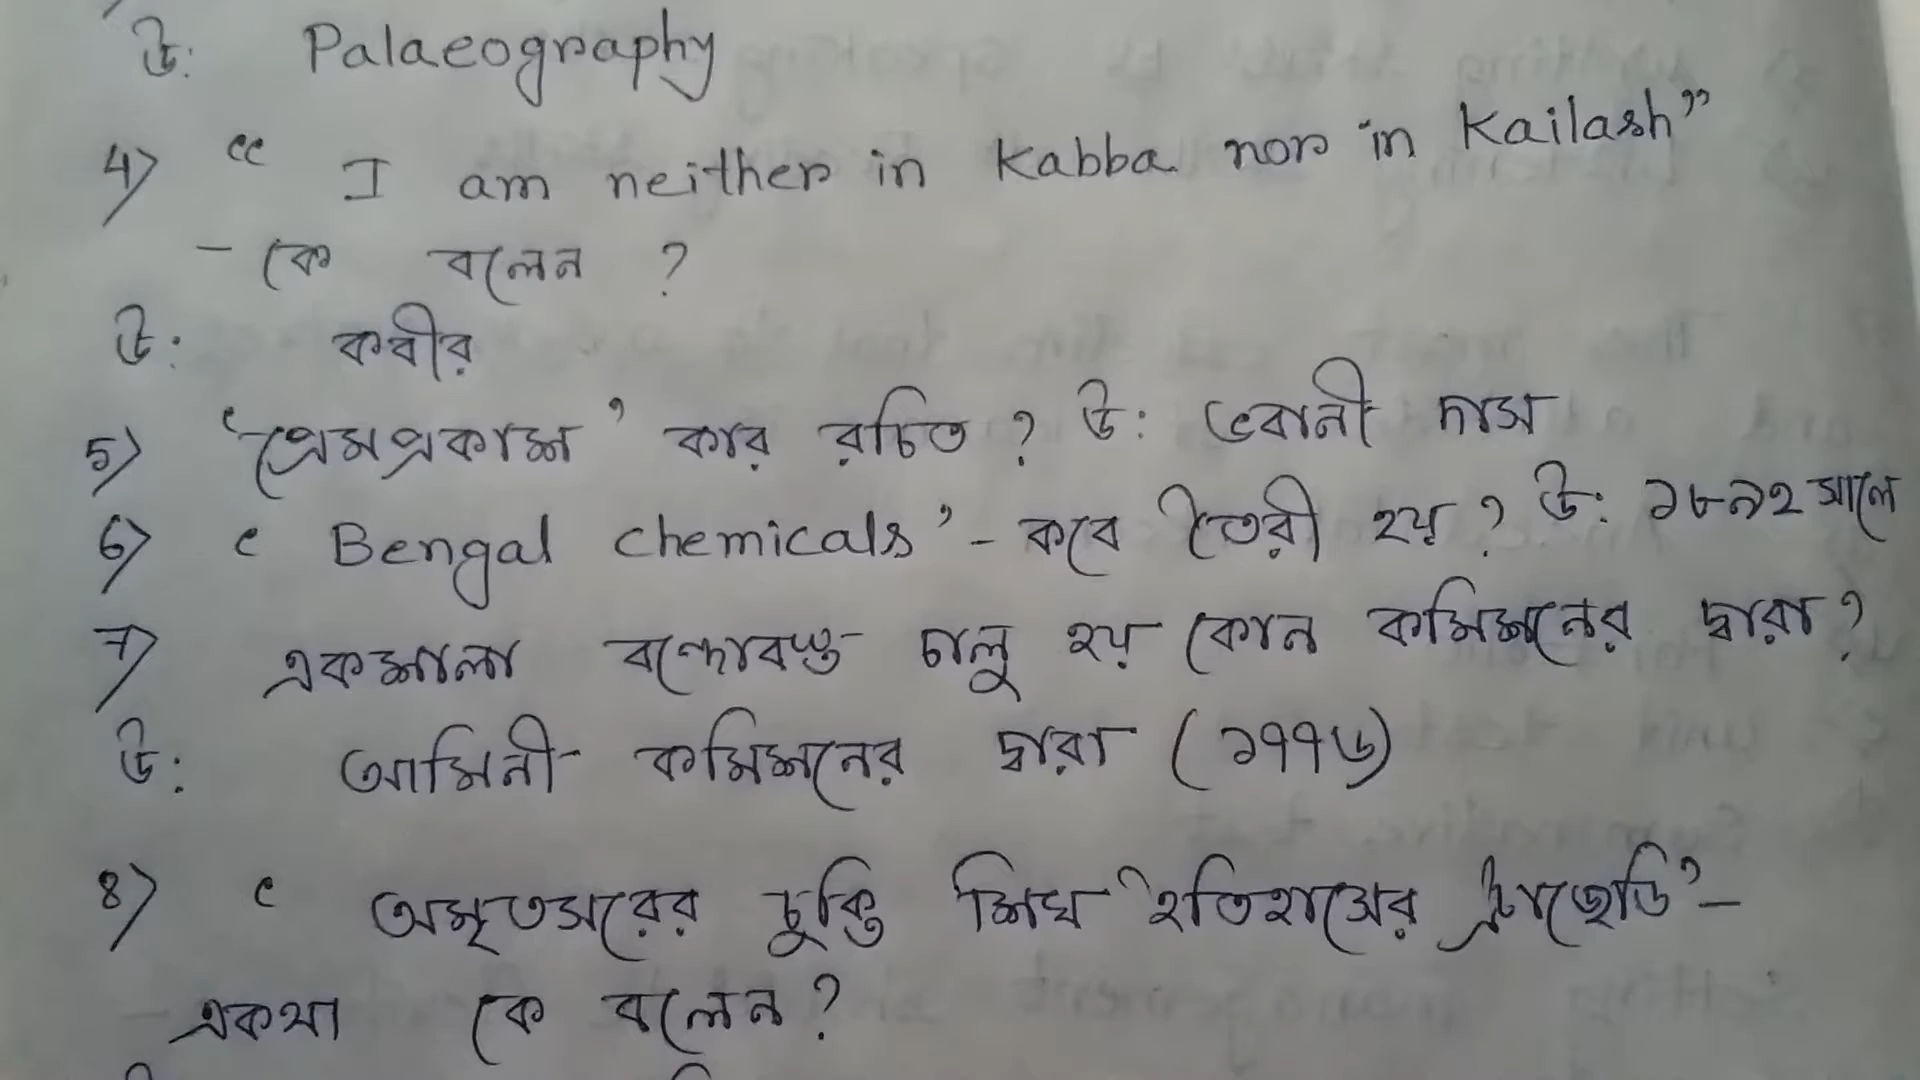 উ: Palaeography
4) “ I am neither in Kabba nor in Kailash”
- কে বলেন ?
উ: কবীর
5) ‘প্রেমপ্রকাশ’ কার রচিত ? উ: ভবানী দাস
6) ‘ Bengal chemicals’ - কবে তৈরী হয় ? উ: ১৮৯২ সালে
7) একশালা বন্দোবস্ত চালু হয় কোন কমিশনের দ্বারা ?
উ: আমিনী কমিশনের দ্বারা (১৭৭৬)
8) ‘ অমৃতসরের চুক্তি শিখ ইতিহাসের ট্রাজেডি’ -
একথা কে বলেন ?